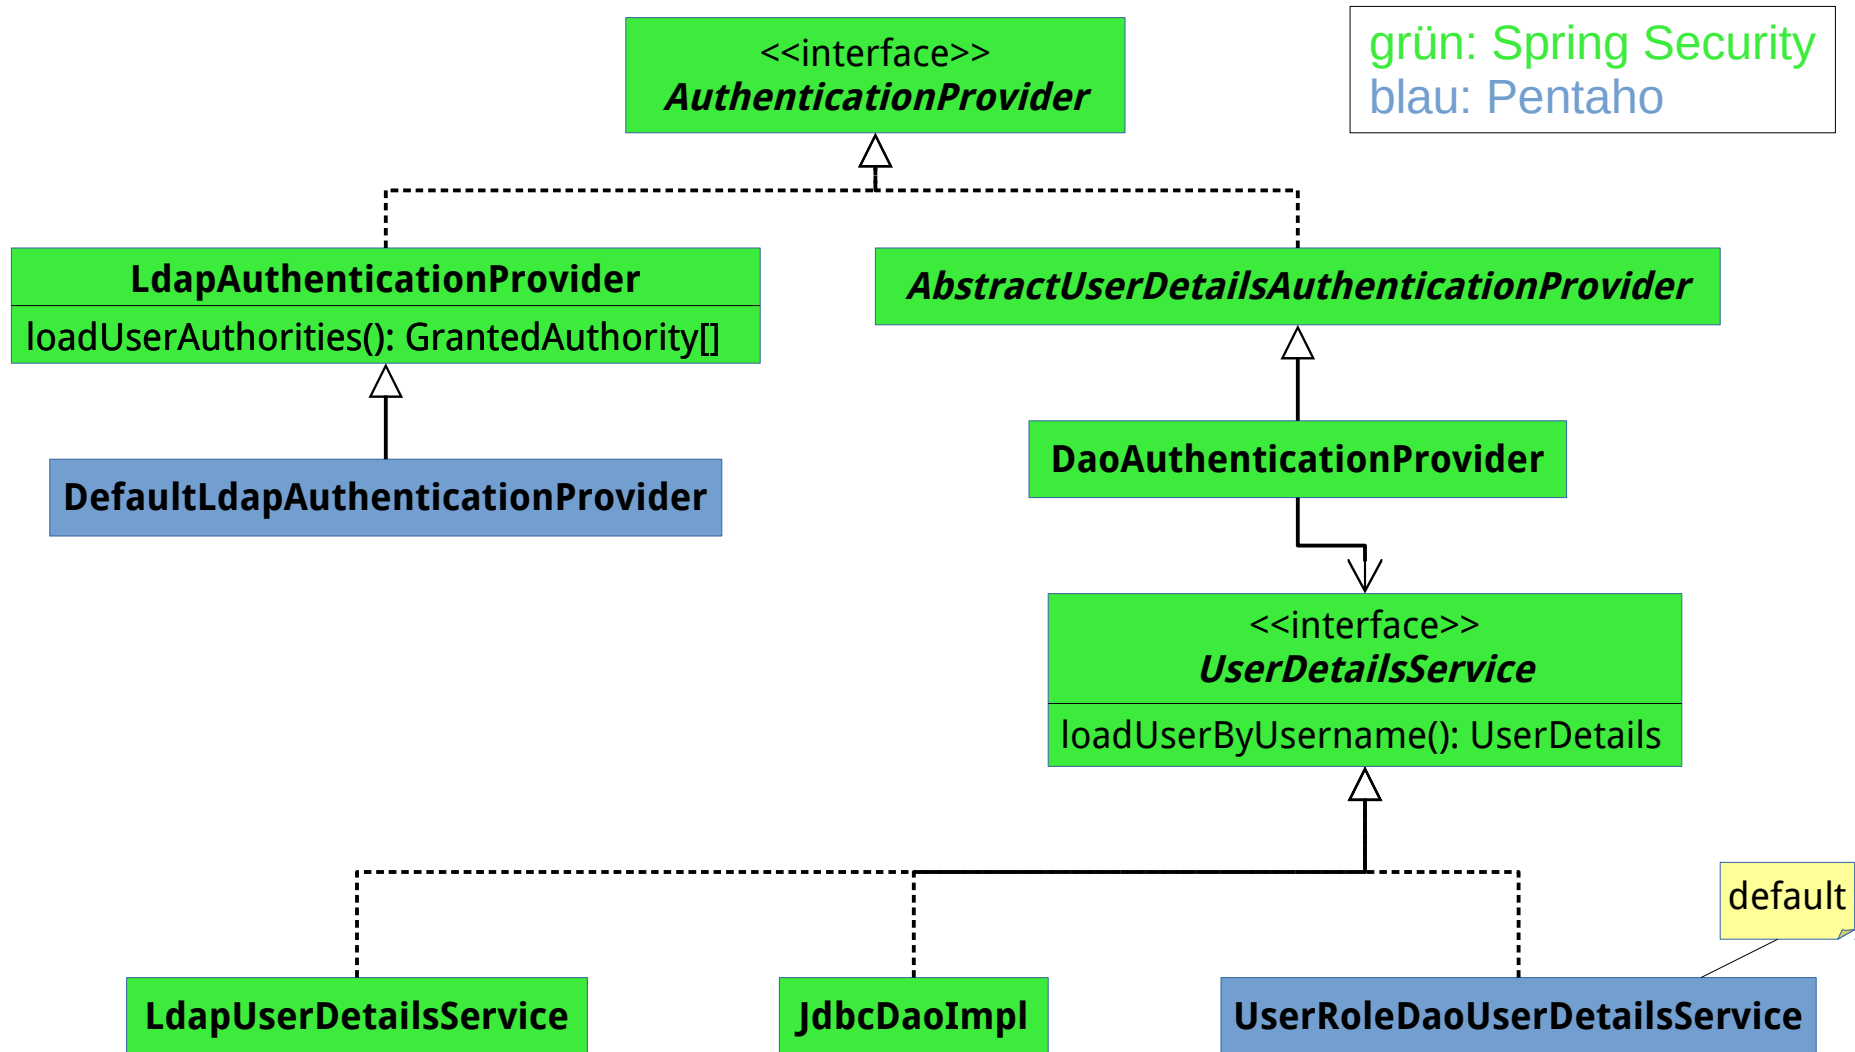 <<interface>>
AuthenticationProvider
grün: Spring Security
blau: Pentaho
LdapAuthenticationProvider
loadUserAuthorities(): GrantedAuthority[]
AbstractUserDetailsAuthenticationProvider
DefaultLdapAuthenticationProvider
DaoAuthenticationProvider
<<interface>>
UserDetailsService
loadUserByUsername(): UserDetails
default
LdapUserDetailsService
JdbcDaoImpl
UserRoleDaoUserDetailsService